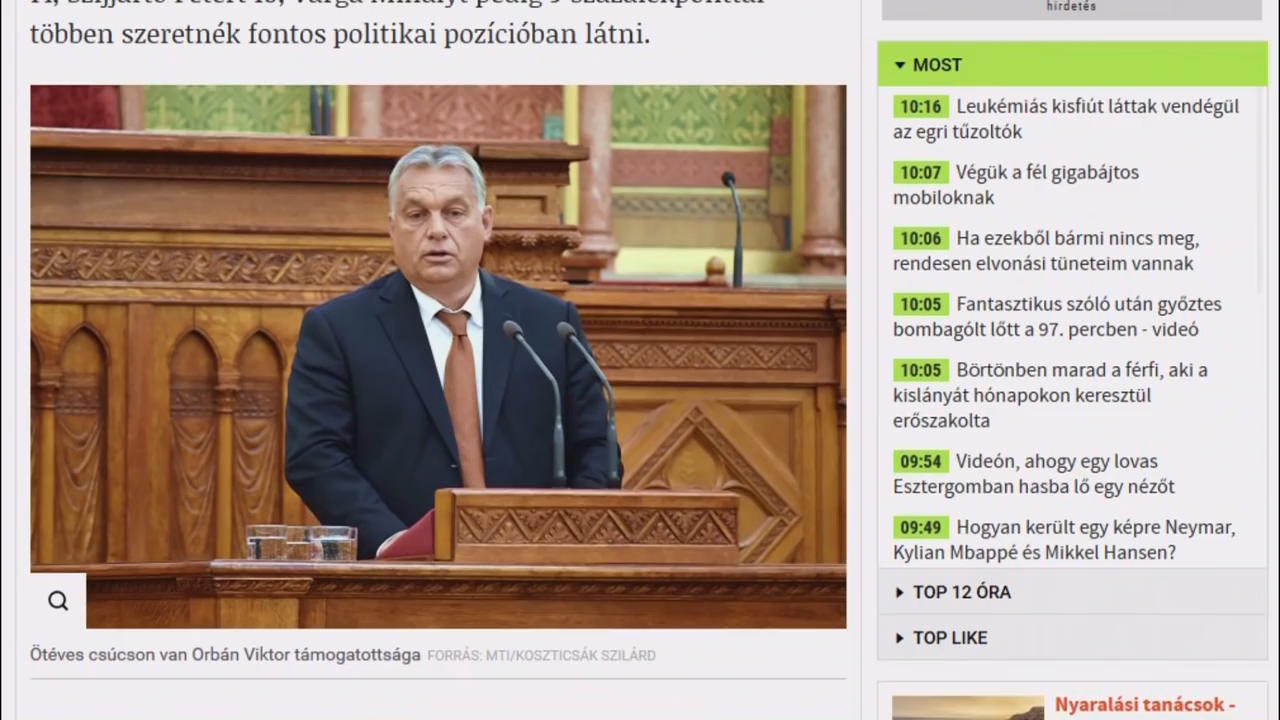 többen szeretnék fontos politikai pozícióban látni.
Ötéves csúcson van Orbán Viktor támogatottsága FORRÁS: MTI/KOSZTICSÁK SZILÁRD
hirdetés
MOST
10:16 Leukémiás kisfiút láttak vendégül
az egri tűzoltók
10:07 Végük a fél gigabájtos
mobiloknak
10:06 Ha ezekből bármi nincs meg,
rendesen elvonási tüneteim vannak
10:05 Fantasztikus szóló után győztes
bombagólt lőtt a 97. percben - videó
10:05 Börtönben marad a férfi, aki a
kislányát hónapokon keresztül
erőszakolta
09:54 Videón, ahogy egy lovas
Esztergomban hasba lő egy nézőt
09:49 Hogyan került egy képre Neymar,
Kylian Mbappé és Mikkel Hansen?
TOP 12 ÓRA
TOP LIKE
Nyaralási tanácsok -